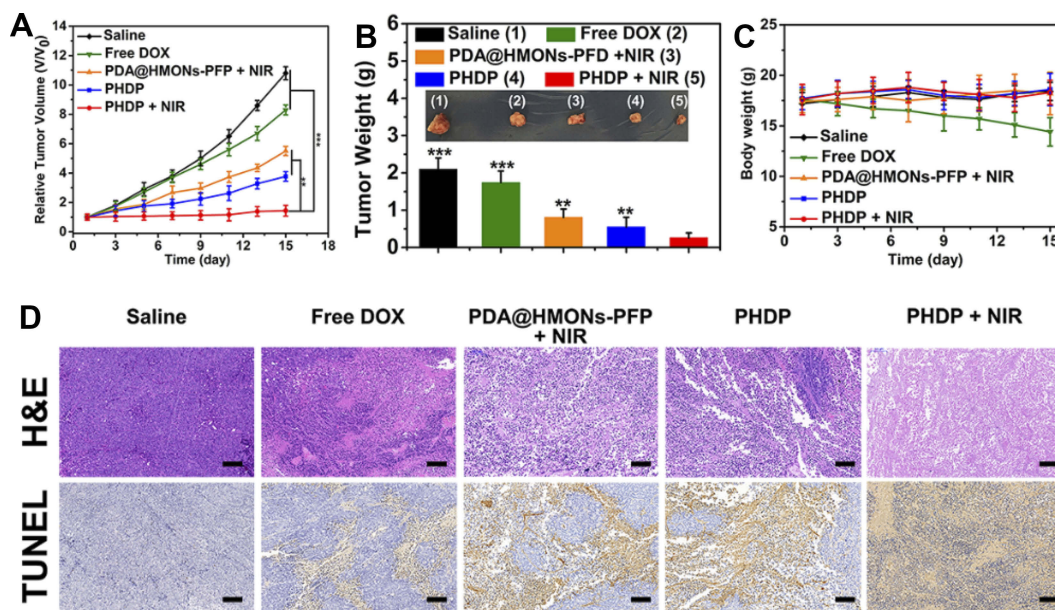 A
Relative Tumor Volume (V/V0)
14
12
10
8
6
4
2
0
Saline
Free DOX
PDA@HMONs-PFP + NIR
PHDP
PHDP + NIR
***
**
0 3 6 9 12 15 18
Time (day)
B
Tumor Weight (g)
6
5
4
3
2
1
0
Saline (1)
Free DOX (2)
PDA@HMONs-PFD +NIR (3)
PHDP (4)
PHDP + NIR (5)
(1) (2) (3) (4) (5)
*** *** ** **
C
Body weight (g)
25
20
15
10
5
Saline
Free DOX
PDA@HMONs-PFP + NIR
PHDP
PHDP + NIR
0 3 6 9 12 15
Time (day)
D
Saline
Free DOX
PDA@HMONs-PFP
+ NIR
PHDP
PHDP + NIR
H&E
TUNEL